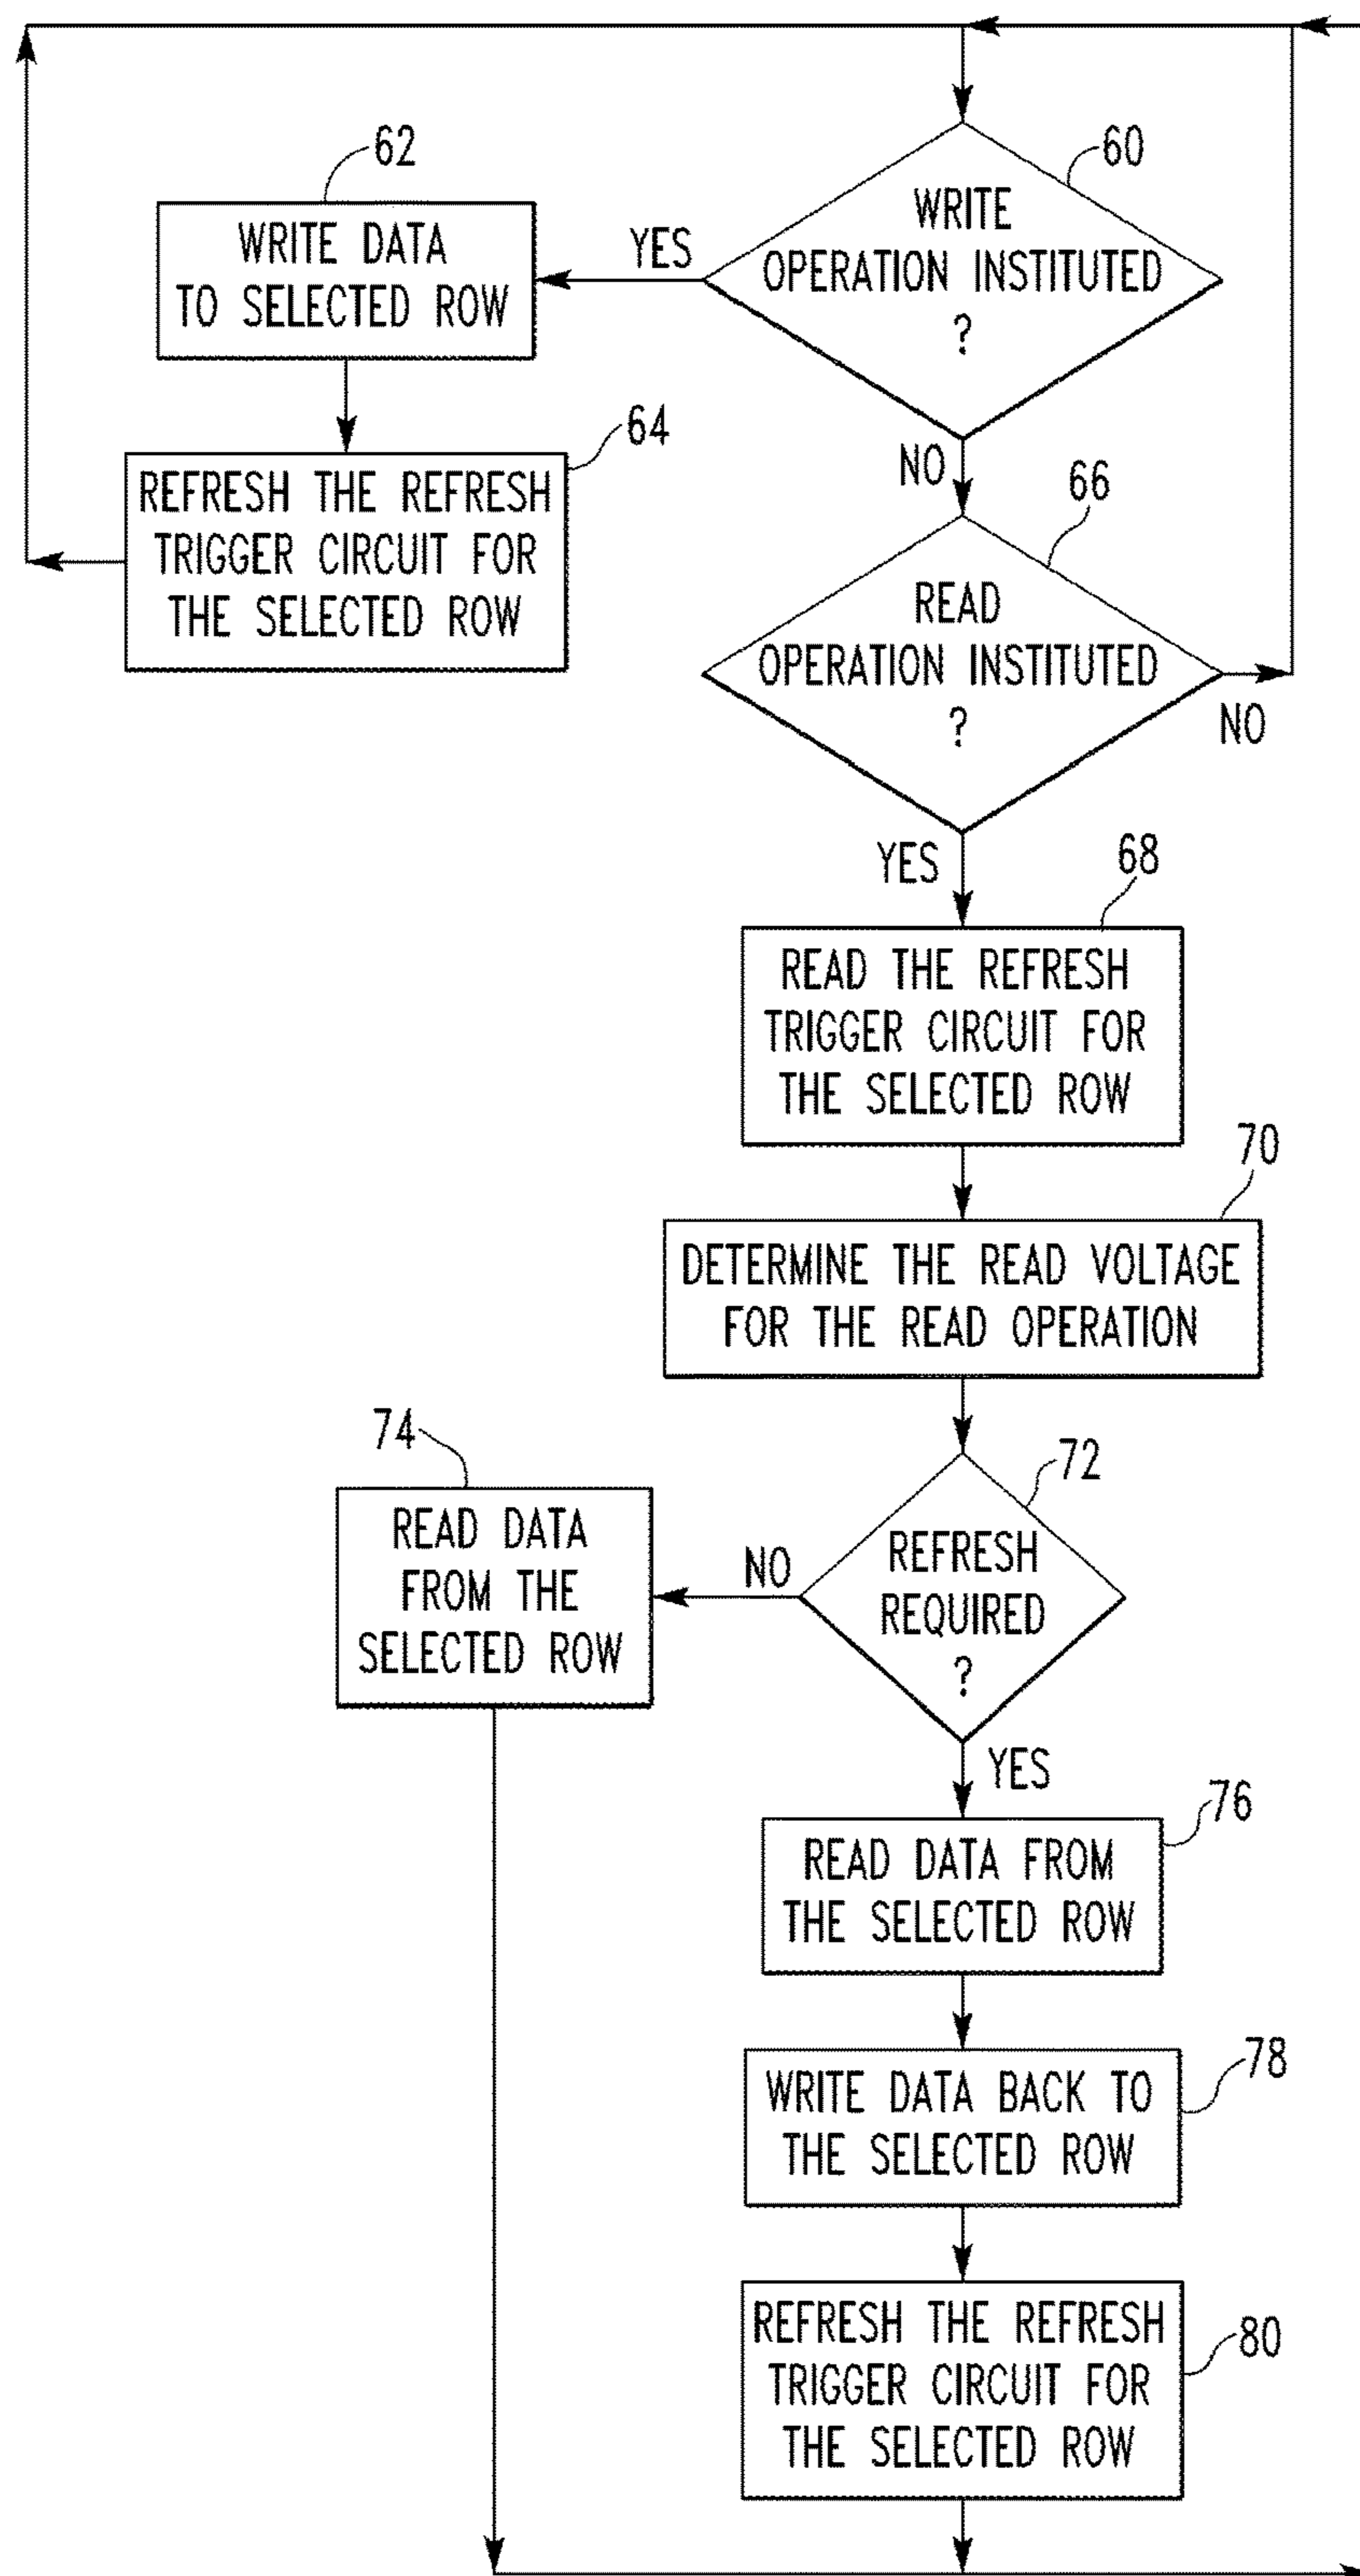 62
WRITE DATA
TO SELECTED ROW
YES
60
WRITE
OPERATION INSTITUTED
?
64
REFRESH THE REFRESH
TRIGGER CIRCUIT FOR
THE SELECTED ROW
NO
66
READ
OPERATION INSTITUTED
?
NO
YES
68
READ THE REFRESH
TRIGGER CIRCUIT FOR
THE SELECTED ROW
70
DETERMINE THE READ VOLTAGE
FOR THE READ OPERATION
74
READ DATA
FROM THE
SELECTED ROW
NO
72
REFRESH
REQUIRED
?
YES
76
READ DATA FROM
THE SELECTED ROW
78
WRITE DATA BACK TO
THE SELECTED ROW
80
REFRESH THE REFRESH
TRIGGER CIRCUIT FOR
THE SELECTED ROW